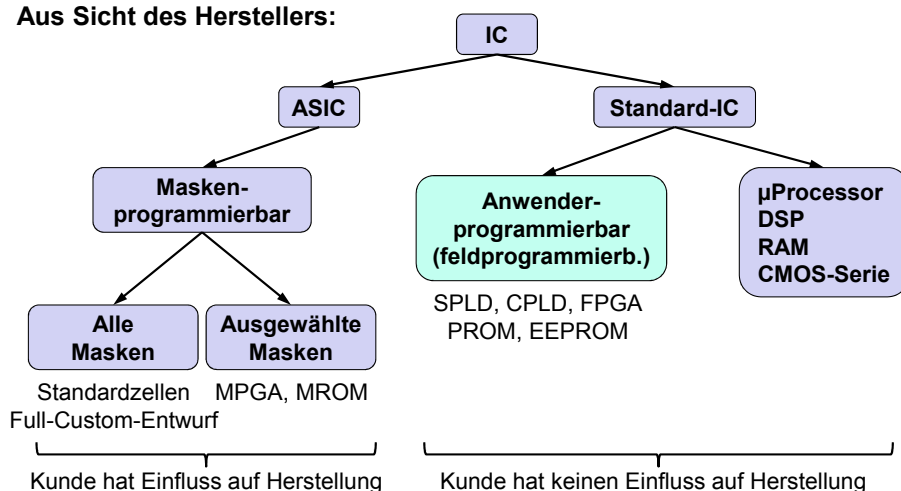 Aus Sicht des Herstellers:
IC
ASIC
Standard-IC
Masken-
programmierbar
Anwender-
programmierbar
(feldprogrammierb.)
µProcessor
DSP
RAM
CMOS-Serie
SPLD, CPLD, FPGA
PROM, EEPROM
Alle
Masken
Ausgewählte
Masken
Standardzellen
Full-Custom-Entwurf
MPGA, MROM
Kunde hat Einfluss auf Herstellung
Kunde hat keinen Einfluss auf Herstellung